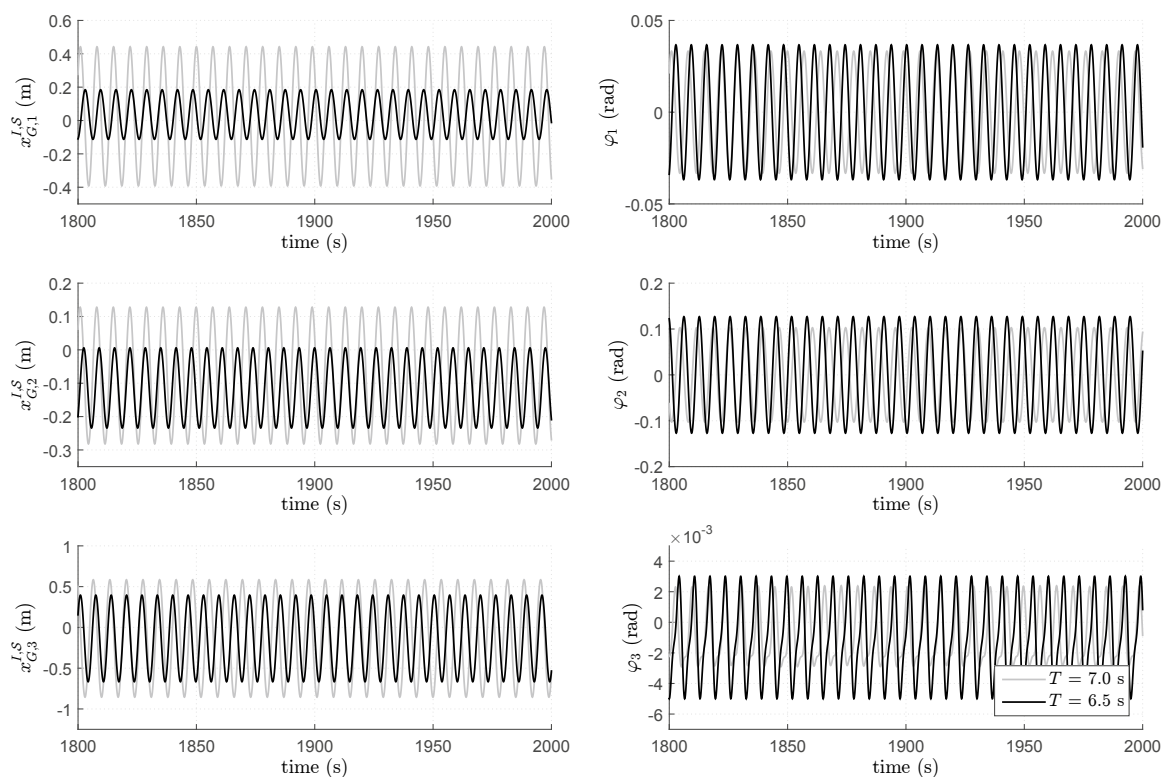 0.6
0.4
0.2
0
-0.2
-0.4
x_{G,1}^{I,S} (m)
1800 1850 1900 1950 2000
time (s)
0.05
0
-0.05
φ_1 (rad)
1800 1850 1900 1950 2000
time (s)
0.2
0.1
0
-0.1
-0.2
-0.3
x_{G,2}^{I,S} (m)
1800 1850 1900 1950 2000
time (s)
0.2
0.1
0
-0.1
-0.2
φ_2 (rad)
1800 1850 1900 1950 2000
time (s)
1
0.5
0
-0.5
-1
x_{G,3}^{I,S} (m)
1800 1850 1900 1950 2000
time (s)
×10^{-3}
4
2
0
-2
-4
-6
φ_3 (rad)
T = 7.0 s
T = 6.5 s
1800 1850 1900 1950 2000
time (s)